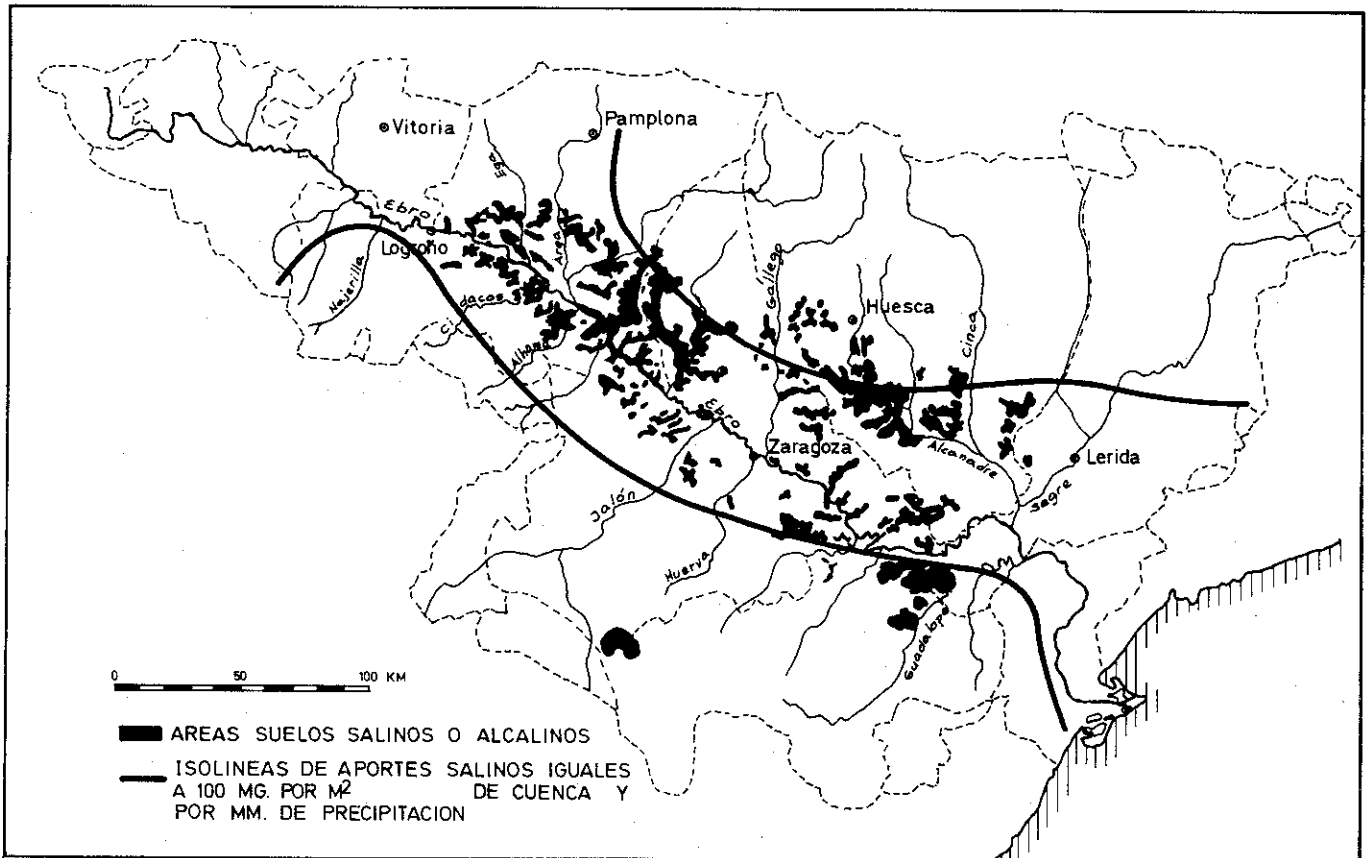 Vitoria
Pamplona
Ega
Arga
Ebro
Logroño
Najerilla
Cidacos
Alhama
Gállego
Huesca
Cinca
Ebro
Zaragoza
Alcanadre
Lerida
Segre
Jalón
Huerva
Guadalope
0 50 100 KM
AREAS SUELOS SALINOS O ALCALINOS
ISOLINEAS DE APORTES SALINOS IGUALES
A 100 MG. POR M² DE CUENCA Y
POR MM. DE PRECIPITACION